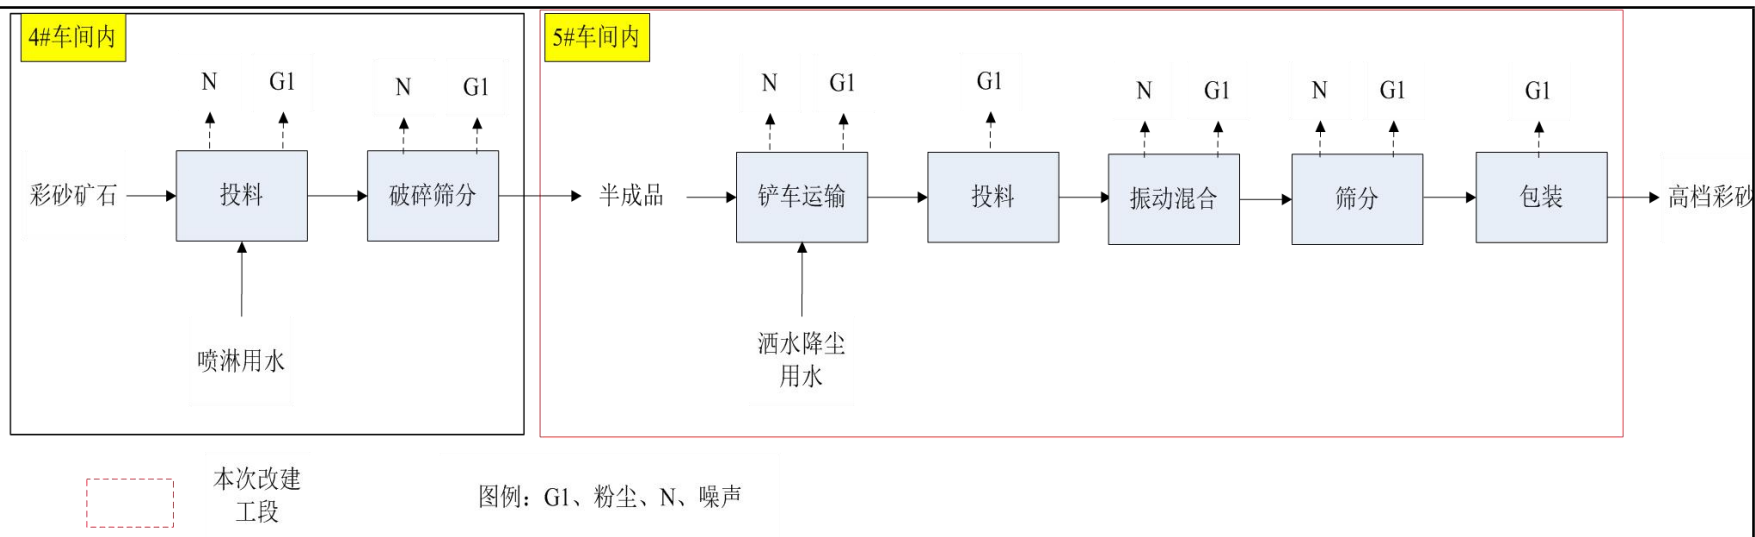 4#车间内
5#车间内
N G1 N G1 N G1 G1 N G1 N G1 G1
彩砂矿石 投料 破碎筛分 半成品 铲车运输 投料 振动混合 筛分 包装 高档彩砂
喷淋用水
洒水降尘
用水
本次改建
工段
图例：G1、粉尘、N、噪声